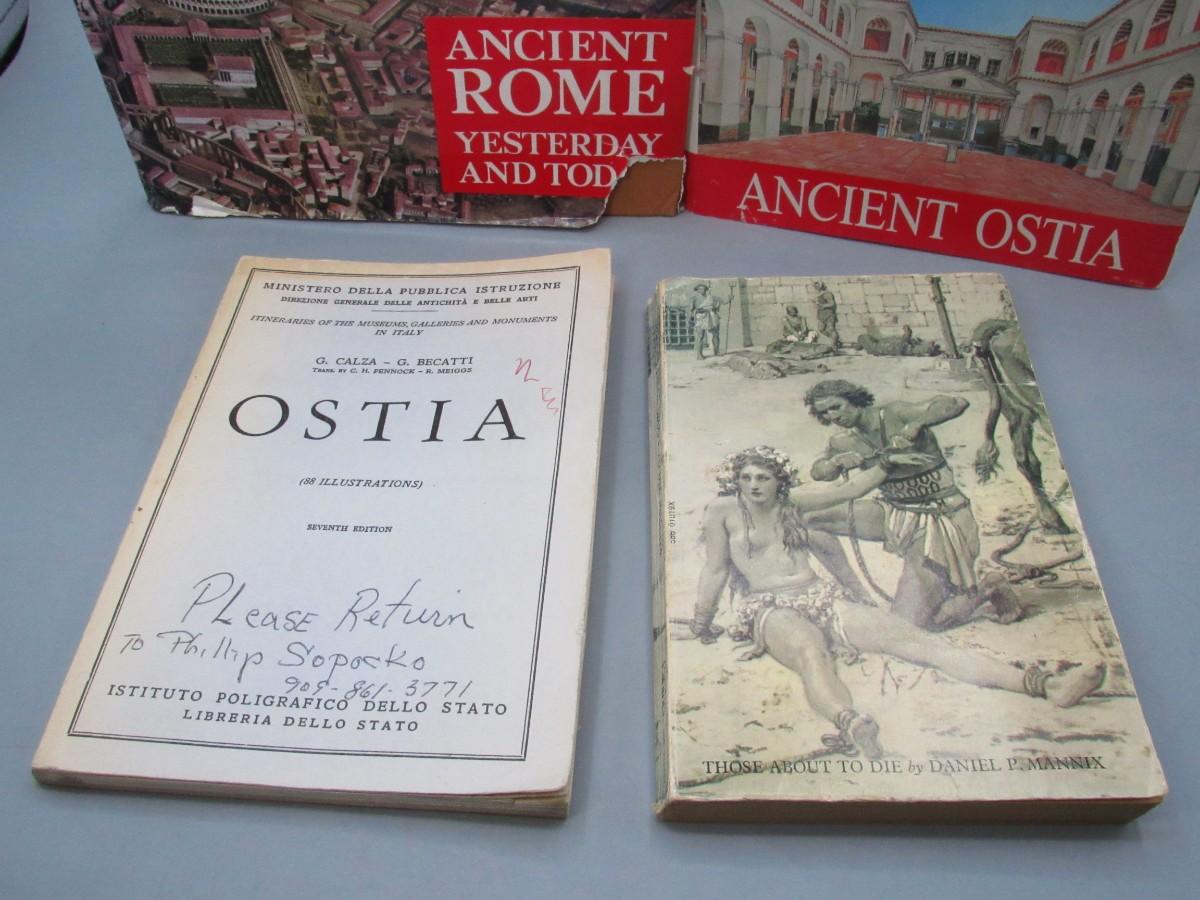 ANCIENT
ROME
YESTERDAY
AND TOD
ANCIENT OSTIA
MINISTERO DELLA PUBBLICA ISTRUZIONE
DIREZIONE GENERALE DELLE ANTICHITÀ E BELLE ARTI
ITINERARIES OF THE MUSEUMS, GALLERIES AND MONUMENTS
IN ITALY
G. CALZA – G. BECATTI
TRANS. BY C. H. PENNOCK – R. MEIGGS
OSTIA
(88 ILLUSTRATIONS)
SEVENTH EDITION
PLease Return
To Phillip Sopocko
909-861-3771
ISTITUTO POLIGRAFICO DELLO STATO
LIBRERIA DELLO STATO
THOSE ABOUT TO DIE by DANIEL P. MANNIX